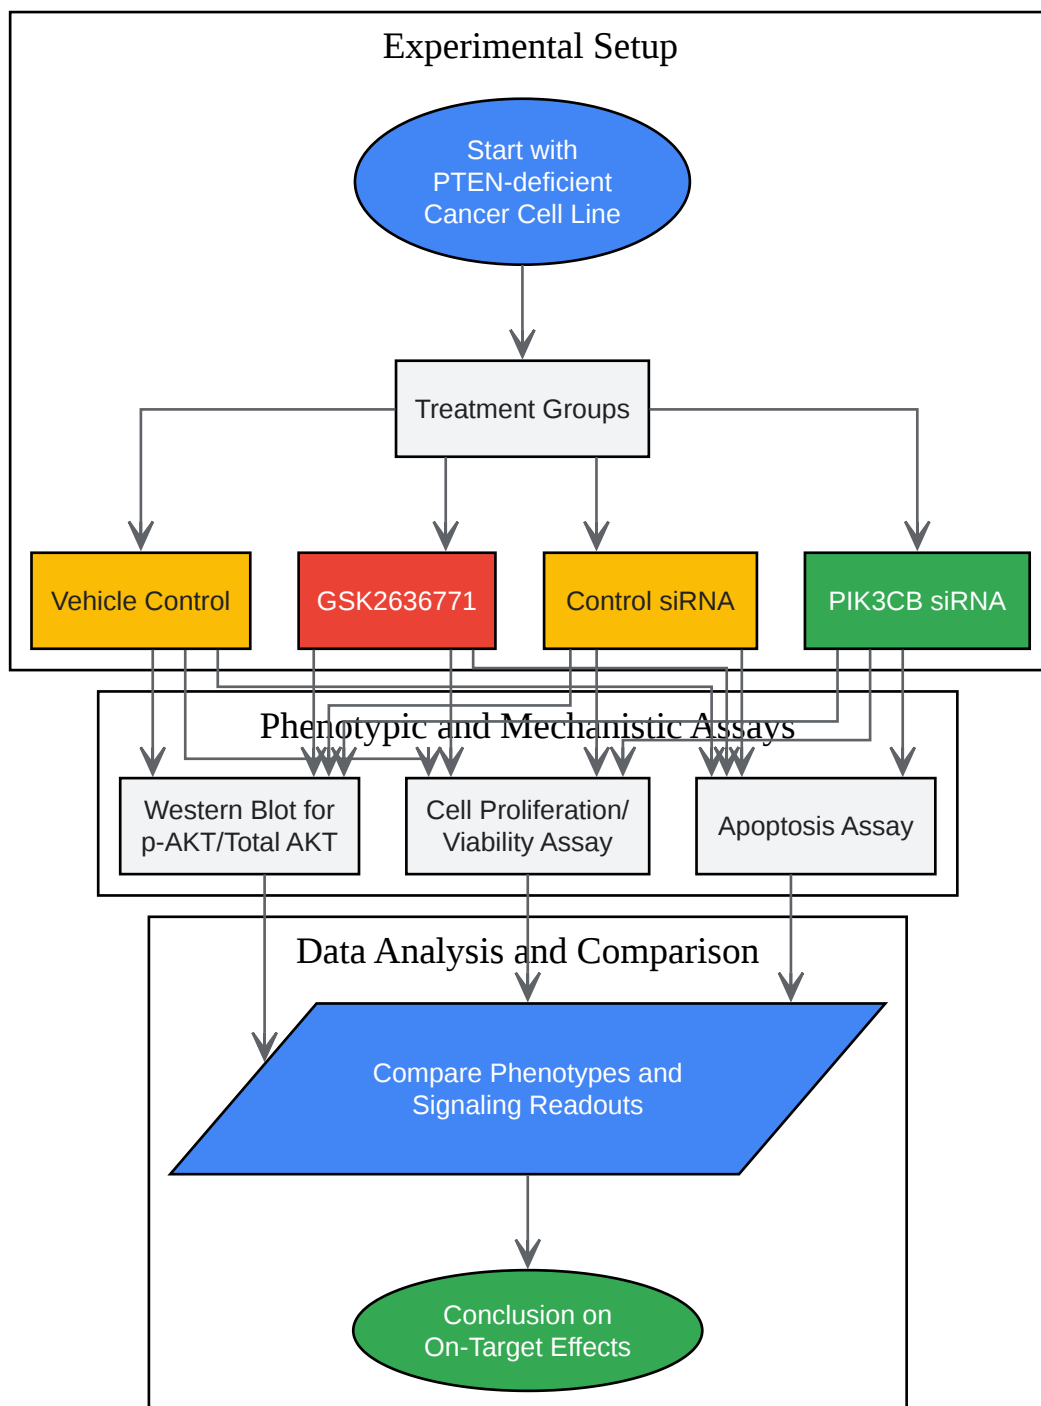 Experimental Setup
Start with
PTEN-deficient
Cancer Cell Line
Treatment Groups
Vehicle Control
GSK2636771
Control siRNA
PIK3CB siRNA
Phenotypic and Mechanistic Assays
Western Blot for
p-AKT/Total AKT
Cell Proliferation/
Viability Assay
Apoptosis Assay
Data Analysis and Comparison
Compare Phenotypes and
Signaling Readouts
Conclusion on
On-Target Effects